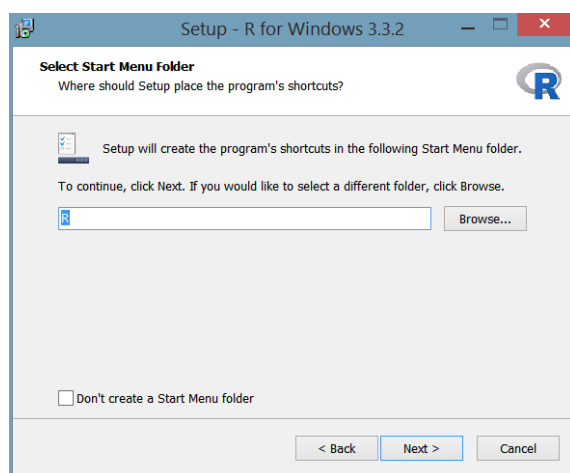 Setup - R for Windows 3.3.2
Select Start Menu Folder
Where should Setup place the program's shortcuts?
R
Setup will create the program's shortcuts in the following Start Menu folder.
To continue, click Next. If you would like to select a different folder, click Browse.
R
Browse...
Don't create a Start Menu folder
< Back
Next >
Cancel